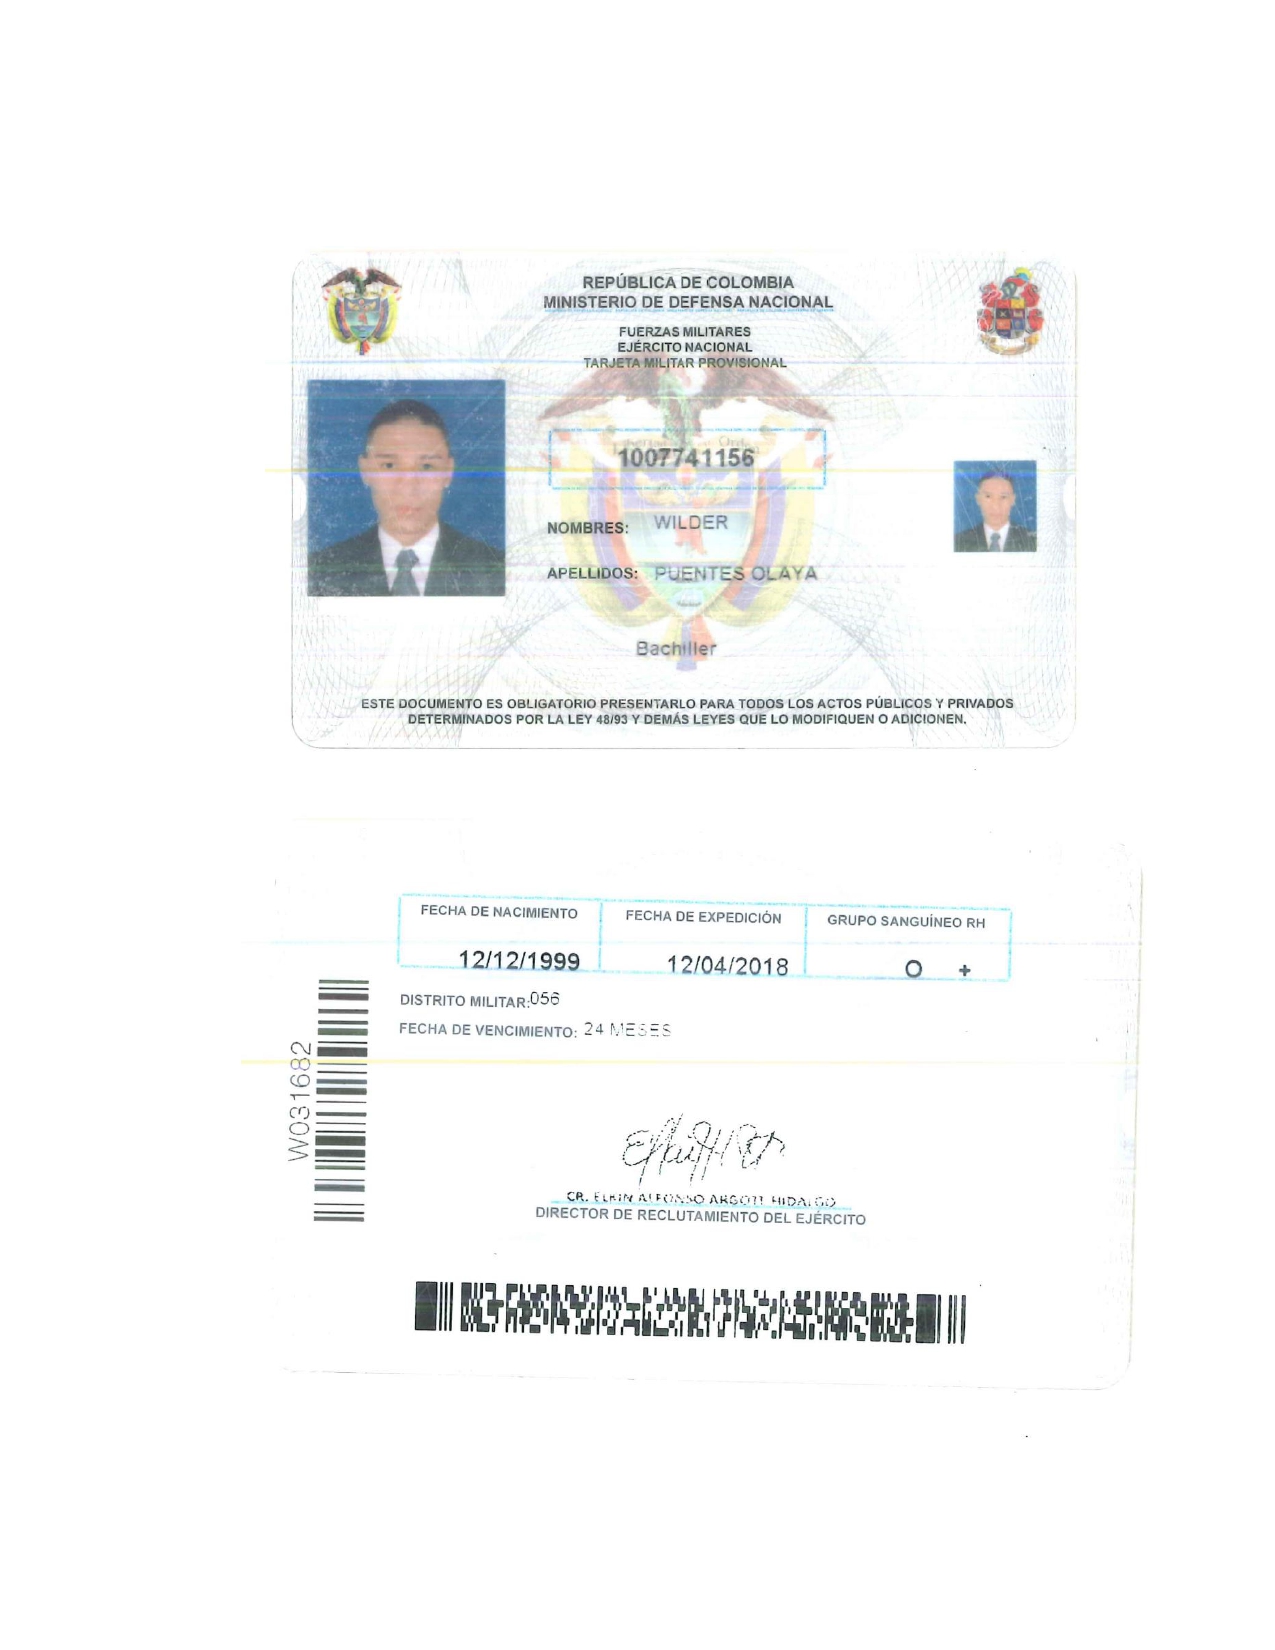 REPÚBLICA DE COLOMBIA
MINISTERIO DE DEFENSA NACIONAL
FUERZAS MILITARES
EJÉRCITO NACIONAL
TARJETA MILITAR PROVISIONAL
1007741156
NOMBRES: WILDER
APELLIDOS: PUENTES OLAYA
Bachiller
ESTE DOCUMENTO ES OBLIGATORIO PRESENTARLO PARA TODOS LOS ACTOS PÚBLICOS Y PRIVADOS
DETERMINADOS POR LA LEY 48/93 Y DEMÁS LEYES QUE LO MODIFIQUEN O ADICIONEN.
FECHA DE NACIMIENTO FECHA DE EXPEDICIÓN GRUPO SANGUÍNEO RH
12/12/1999 12/04/2018 O +
DISTRITO MILITAR:056
FECHA DE VENCIMIENTO: 24 MESES
W031682
CR. ELKIN ALFONSO ARGOTI HIDALGO
DIRECTOR DE RECLUTAMIENTO DEL EJÉRCITO